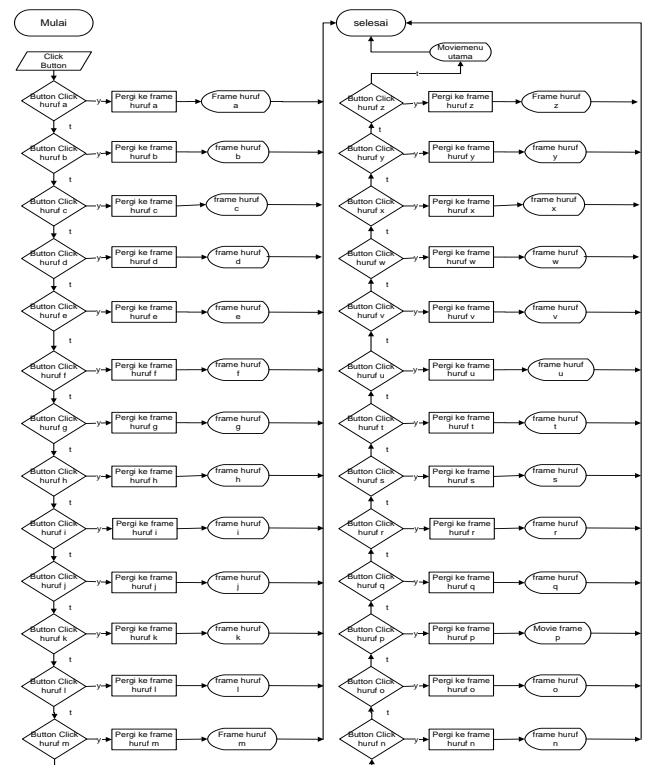 Mulai
Click
Button
Button Click
huruf a
y
Pergi ke frame
huruf a
Frame huruf
a
t
Button Click
huruf b
y
Pergi ke frame
huruf b
frame huruf
b
t
Button Click
huruf c
y
Pergi ke frame
huruf c
frame huruf
c
t
Button Click
huruf d
y
Pergi ke frame
huruf d
frame huruf
d
t
Button Click
huruf e
y
Pergi ke frame
huruf e
frame huruf
e
t
Button Click
huruf f
y
Pergi ke frame
huruf f
frame huruf
f
t
Button Click
huruf g
y
Pergi ke frame
huruf g
frame huruf
g
t
Button Click
huruf h
y
Pergi ke frame
huruf h
frame huruf
h
t
Button Click
huruf i
y
Pergi ke frame
huruf i
frame huruf
i
t
Button Click
huruf j
y
Pergi ke frame
huruf j
frame huruf
j
t
Button Click
huruf k
y
Pergi ke frame
huruf k
frame huruf
k
t
Button Click
huruf l
y
Pergi ke frame
huruf l
frame huruf
l
t
Button Click
huruf m
y
Pergi ke frame
huruf m
Frame huruf
m
selesai
Moviemenu
utama
t
Button Click
huruf z
y
Pergi ke frame
huruf z
Frame huruf
z
t
Button Click
huruf y
y
Pergi ke frame
huruf y
frame huruf
y
t
Button Click
huruf x
y
Pergi ke frame
huruf x
frame huruf
x
t
Button Click
huruf w
y
Pergi ke frame
huruf w
frame huruf
w
t
Button Click
huruf v
y
Pergi ke frame
huruf v
frame huruf
v
t
Button Click
huruf u
y
Pergi ke frame
huruf u
frame huruf
u
t
Button Click
huruf t
y
Pergi ke frame
huruf t
frame huruf
t
t
Button Click
huruf s
y
Pergi ke frame
huruf s
frame huruf
s
t
Button Click
huruf r
y
Pergi ke frame
huruf r
frame huruf
r
t
Button Click
huruf q
y
Pergi ke frame
huruf q
frame huruf
q
t
Button Click
huruf p
y
Pergi ke frame
huruf p
Movie frame
p
t
Button Click
huruf o
y
Pergi ke frame
huruf o
frame huruf
o
t
Button Click
huruf n
y
Pergi ke frame
huruf n
frame huruf
n